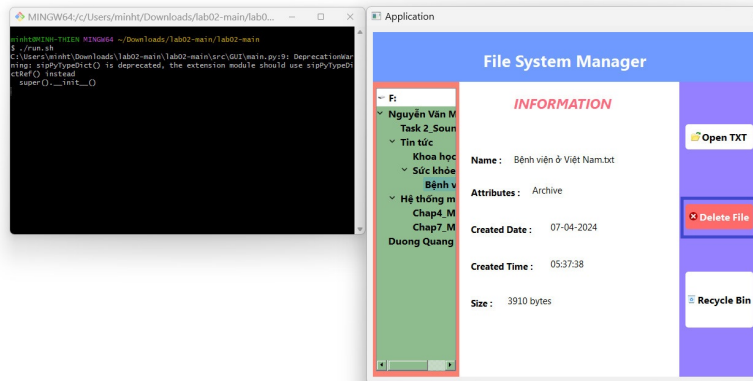 MINGW64:/c/Users/minht/Downloads/lab02-main/lab0...
minht@MINH-THIEN MINGW64 ~/Downloads/lab02-main/lab02-main
$ ./run.sh
C:\Users\minht\Downloads\lab02-main\lab02-main\src\GUI\main.py:9: DeprecationWar
ning: sipPyTypeDict() is deprecated, the extension module should use sipPyTypeDi
ctRef() instead
super().__init__()
Application
File System Manager
F:
Nguyễn Văn M
Task 2_Soun
Tin tức
Khoa học
Sức khỏe
Bệnh v
Hệ thống m
Chap4_M
Chap7_M
Duong Quang
INFORMATION
Name : Bệnh viện ở Việt Nam.txt
Attributes : Archive
Created Date : 07-04-2024
Created Time : 05:37:38
Size : 3910 bytes
Open TXT
Delete File
Recycle Bin